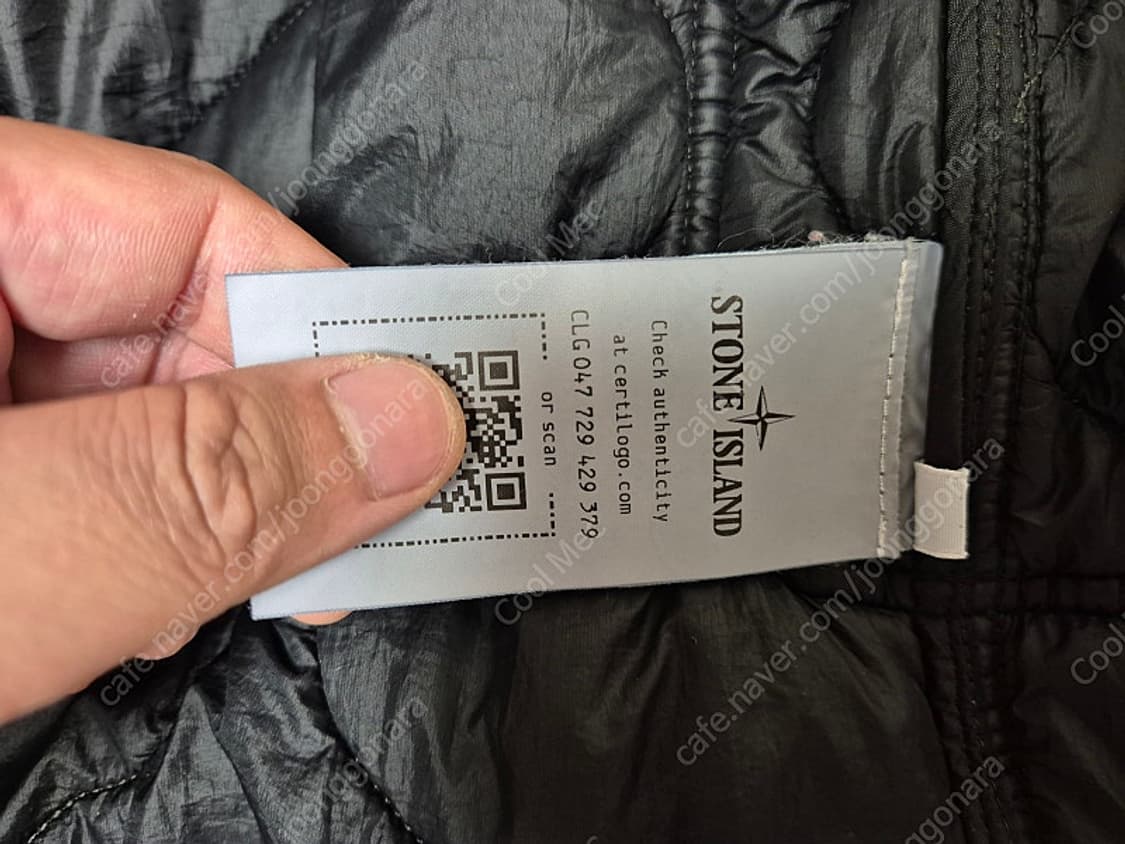 STONE ISLAND
Check authenticity
at certilogo.com
CLG 047 729 429 379
or scan
cafe.naver.com/joonggonara
Cool Mac